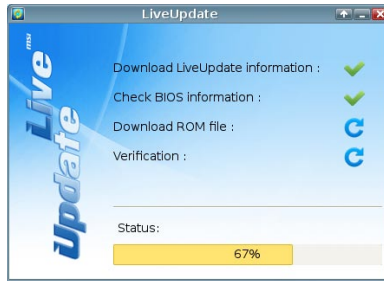 LiveUpdate
msi
Live
Update
Download LiveUpdate information :
Check BIOS information :
Download ROM file :
Verification :
Status:
67%